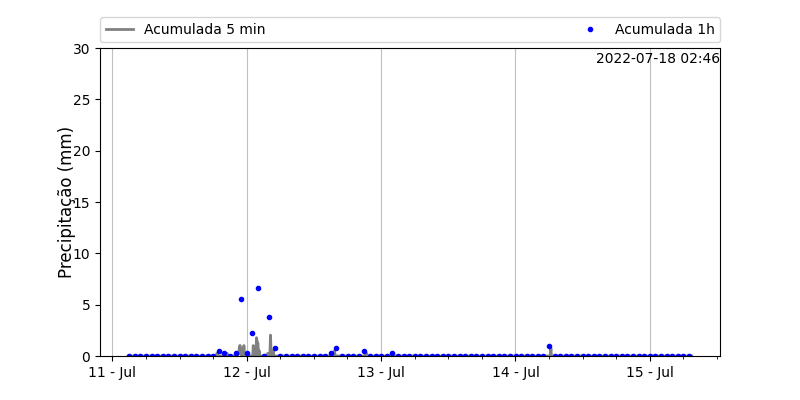 Acumulada 5 min
Acumulada 1h
2022-07-18 02:46
Precipitação (mm)
30
25
20
15
10
5
0
11 - Jul
12 - Jul
13 - Jul
14 - Jul
15 - Jul